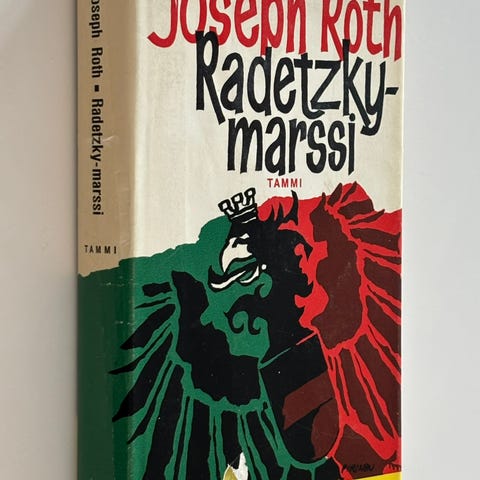 Joseph Roth
Radetzky-
marssi
TAMMI
Joseph Roth ▪ Radetzky-marssi
TAMMI